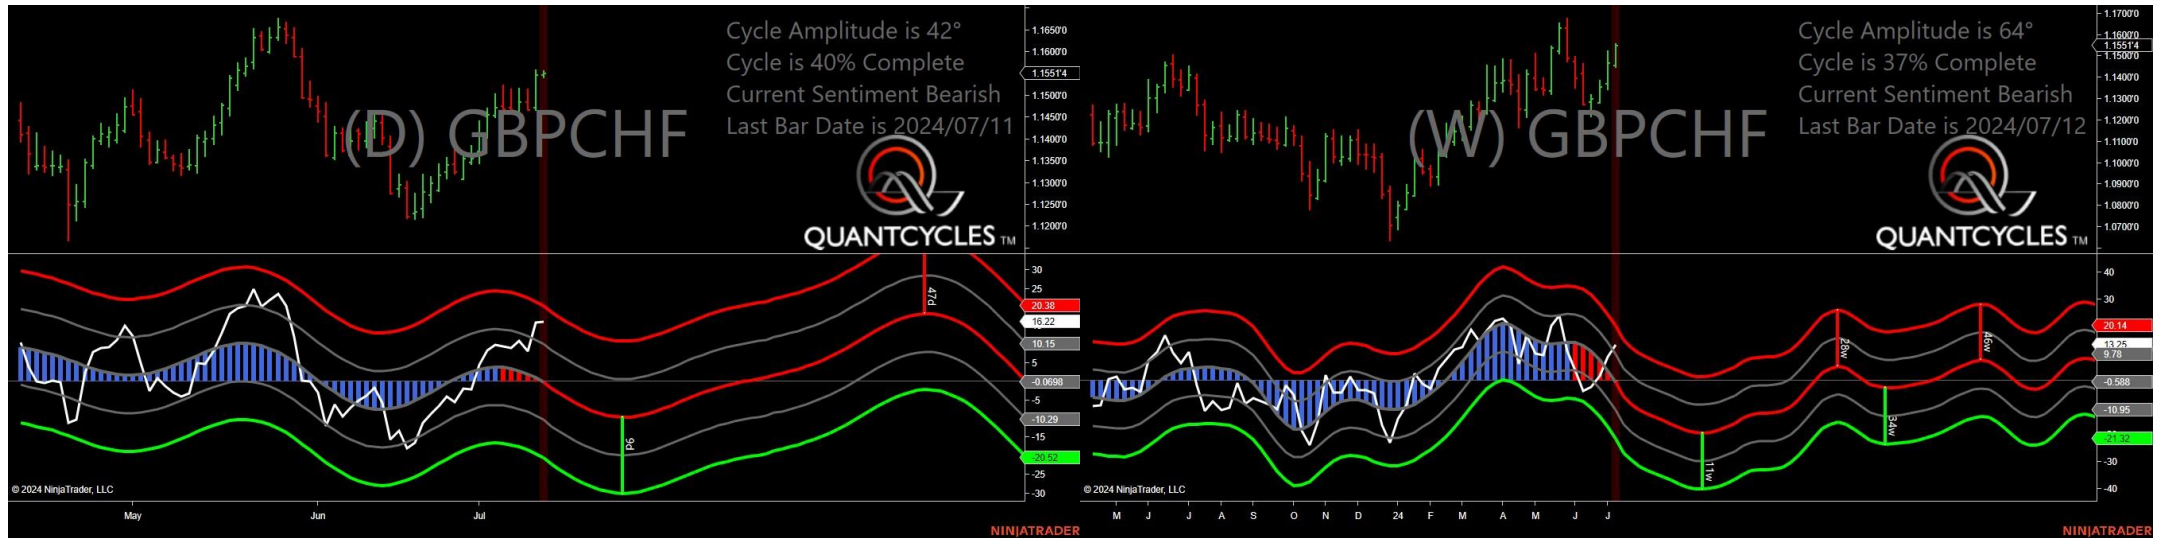 Cycle Amplitude is 42°
Cycle is 40% Complete
Current Sentiment Bearish
Last Bar Date is 2024/07/11
(D) GBPCHF
QUANTCYCLES TM
1.1650'0
1.1600'0
1.1551'4
1.1500'0
1.1450'0
1.1400'0
1.1350'0
1.1300'0
1.1250'0
1.1200'0
47d
9d
30
25
20.38
16.22
10.15
5
-0.0698
-5
-10.29
-15
-20.52
-25
-30
© 2024 NinjaTrader, LLC
May Jun Jul
NINJATRADER
Cycle Amplitude is 64°
Cycle is 37% Complete
Current Sentiment Bearish
Last Bar Date is 2024/07/12
(W) GBPCHF
QUANTCYCLES TM
1.1700'0
1.1600'0
1.1551'4
1.1500'0
1.1400'0
1.1300'0
1.1200'0
1.1100'0
1.1000'0
1.0900'0
1.0800'0
1.0700'0
28w
46w
34w
11w
40
30
20.14
13.25
9.78
-0.588
-10.95
-21.32
-30
-40
© 2024 NinjaTrader, LLC
M J J A S O N D 24 F M A M J J
NINJATRADER